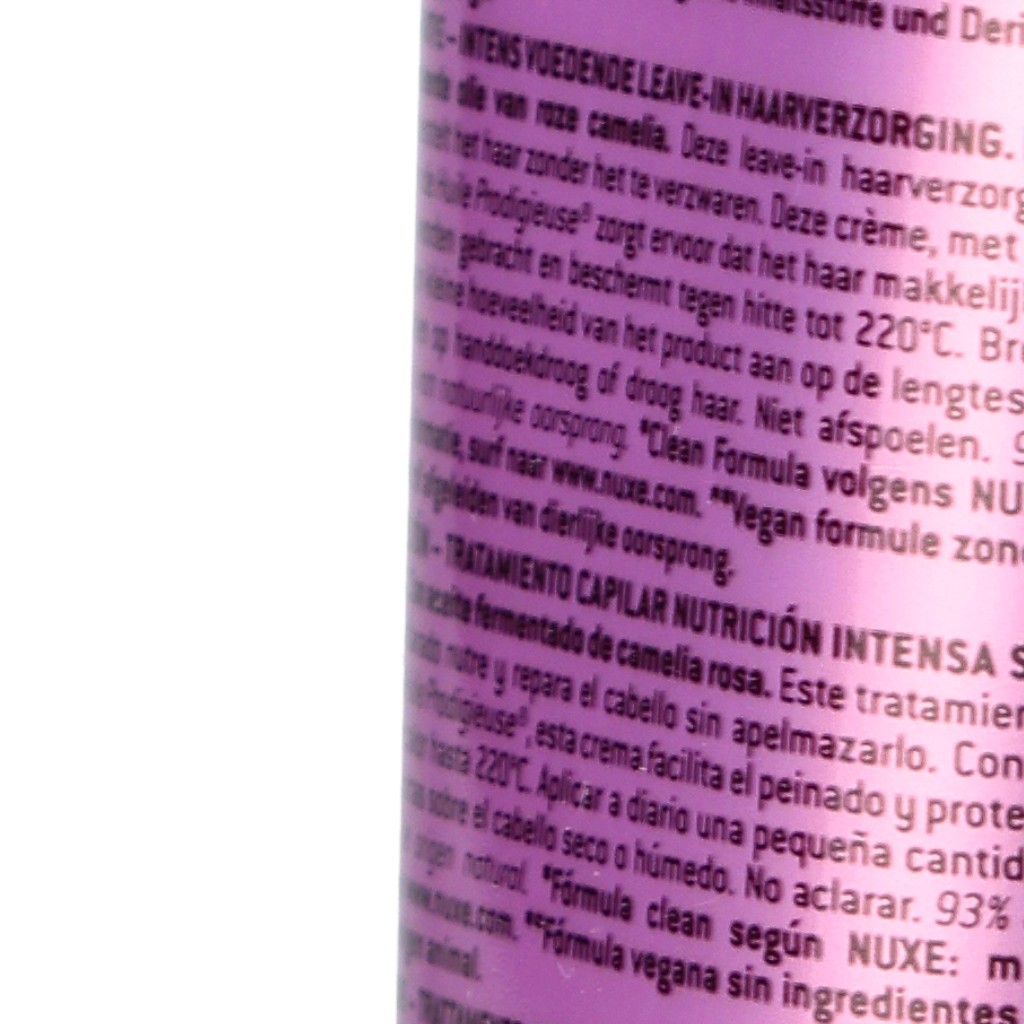 haltsstoffe und Deri
- INTENS VOEDENDE LEAVE-IN HAARVERZORGING.
olie van roze camelia. Deze leave-in haarverzorg
het haar zonder het te verzwaren. Deze crème, met
Huile Prodigieuse® zorgt ervoor dat het haar makkelij
gebracht en beschermt tegen hitte tot 220°C. Br
hoeveelheid van het product aan op de lengtes
op handdoekdroog of droog haar. Niet afspoelen. 9
natuurlijke oorsprong. *Clean Formula volgens NU
surf naar www.nuxe.com. **Vegan formule zon
afgeleiden van dierlijke oorsprong.
- TRATAMIENTO CAPILAR NUTRICIÓN INTENSA S
aceite fermentado de camelia rosa. Este tratamien
nutre y repara el cabello sin apelmazarlo. Con
Prodigieuse®, esta crema facilita el peinado y prote
hasta 220°C. Aplicar a diario una pequeña cantid
sobre el cabello seco o húmedo. No aclarar. 93%
origen natural. *Fórmula clean según NUXE: m
www.nuxe.com. **Fórmula vegana sin ingredientes
animal.